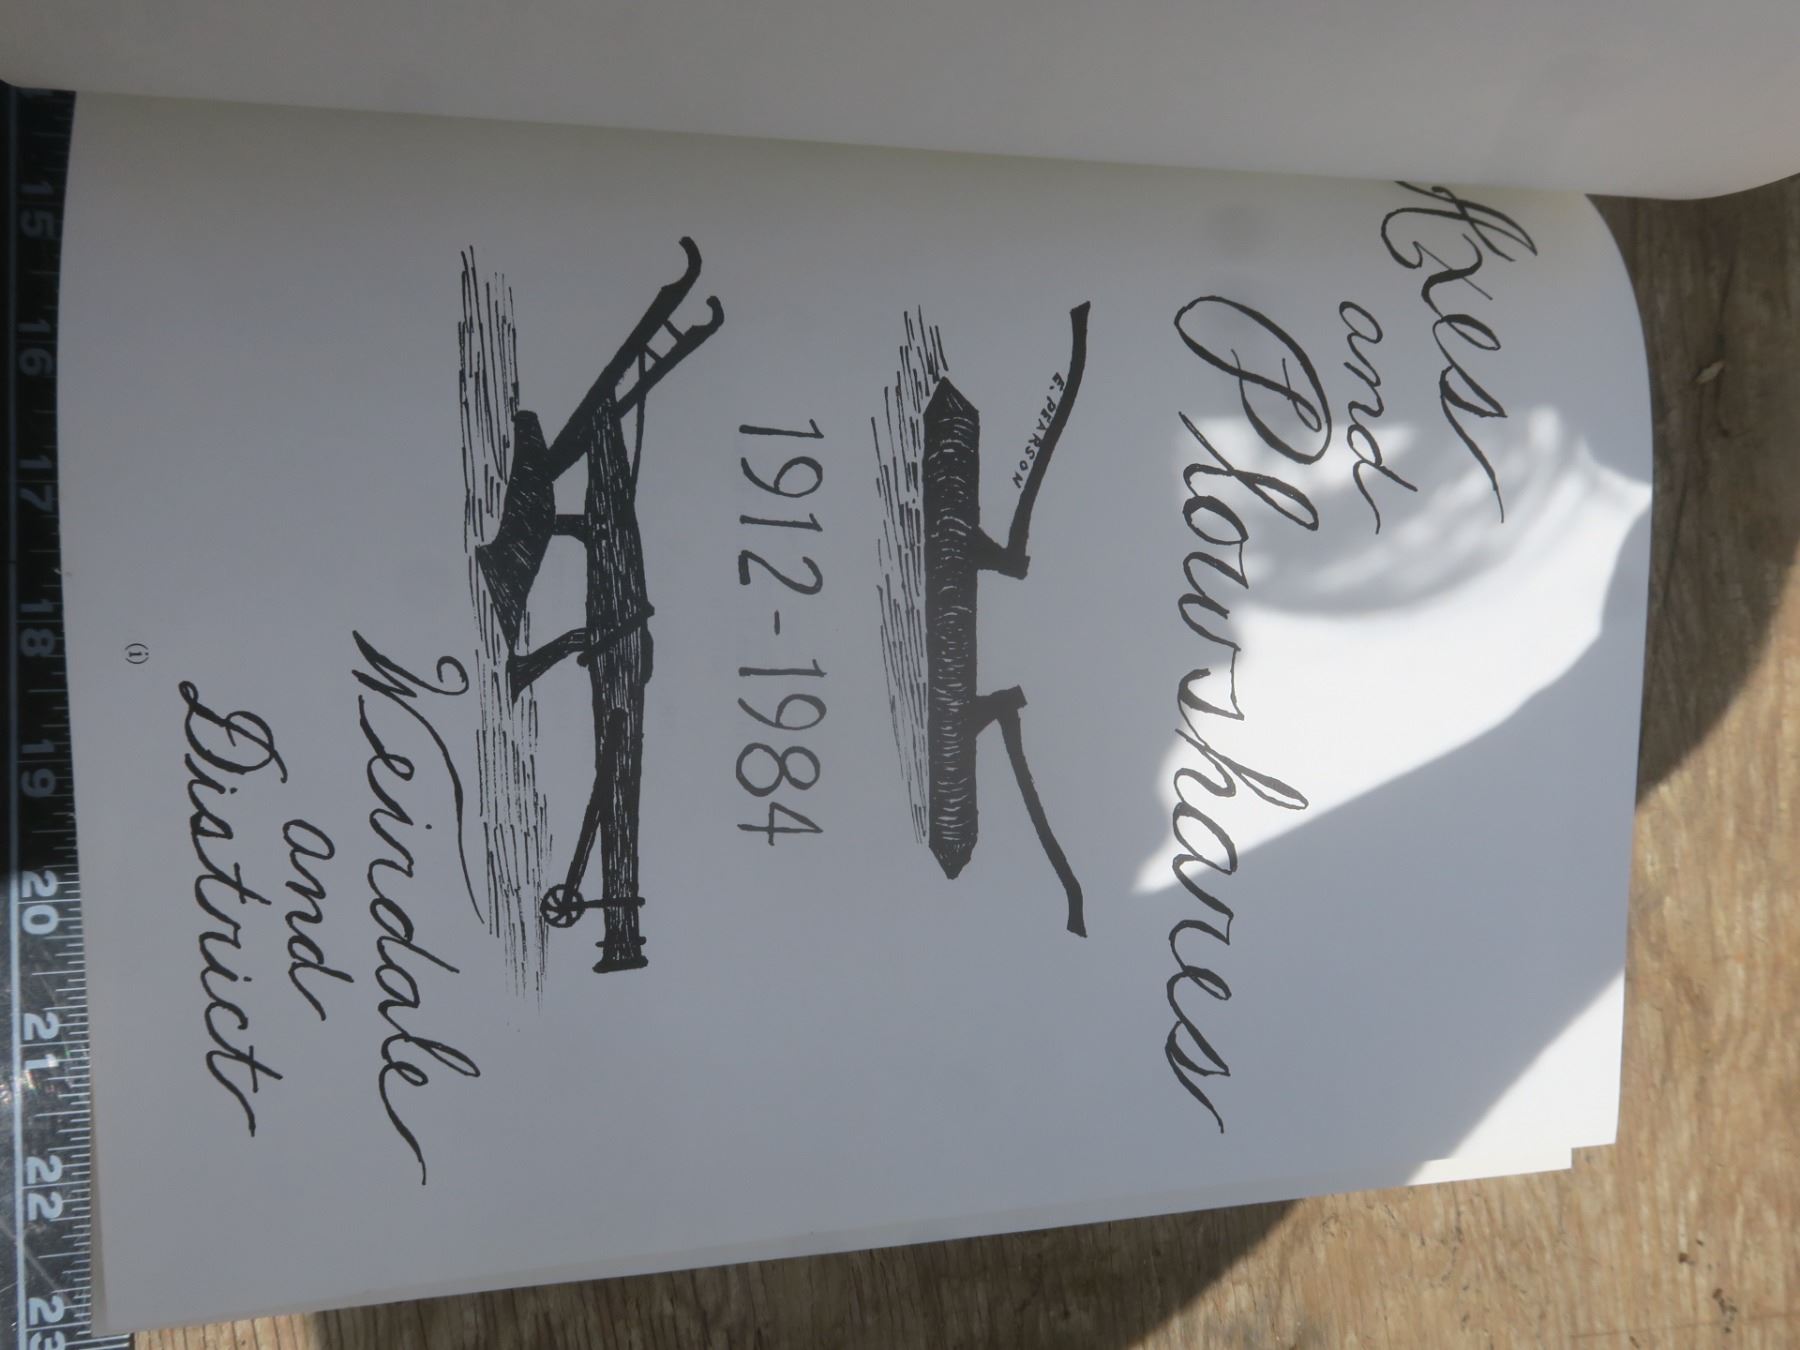 Axes
and
Plowshares
E. PEARSON
1912-1984
Weirdale
and
District
(i)
15 16 17 18 19 20 21 22 23